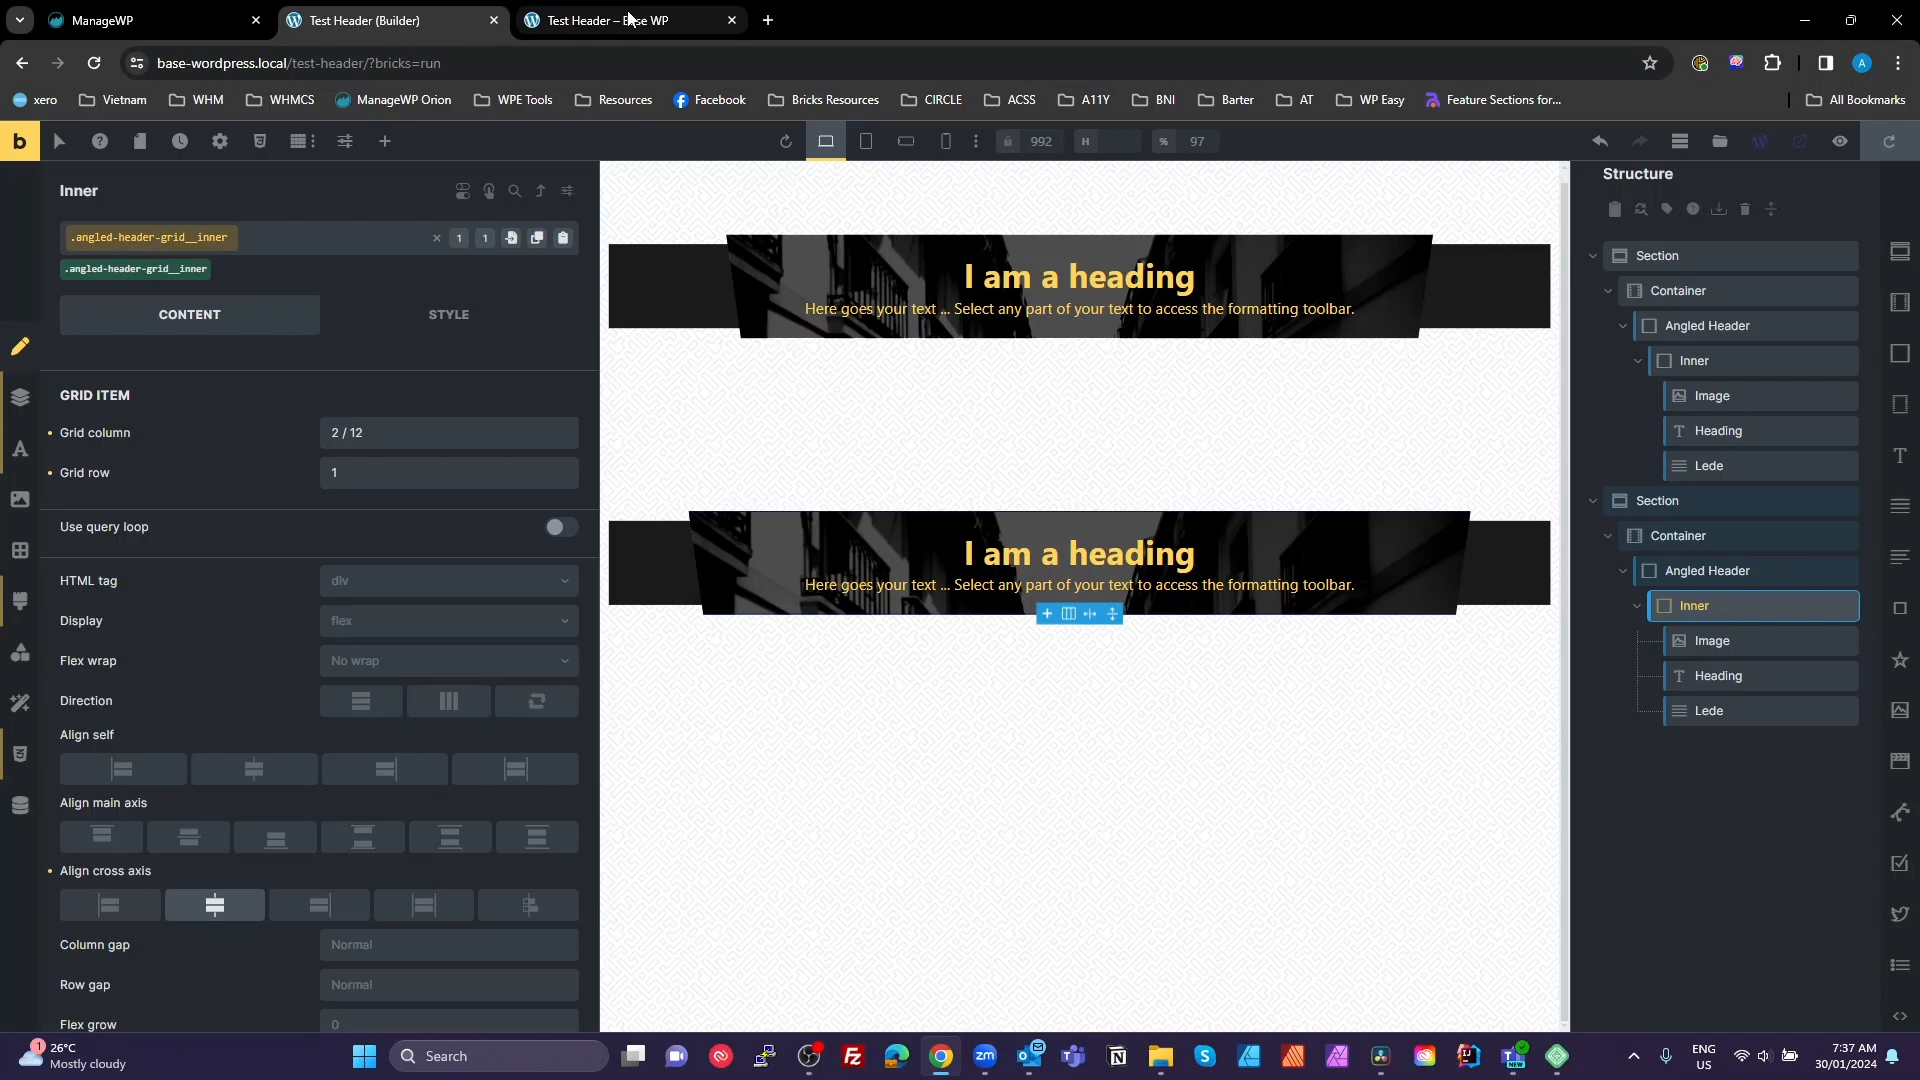 ManageWP
Test Header (Builder)
Test Header – Base WP
base-wordpress.local/test-header/?bricks=run
A
xero
Vietnam
WHM
WHMCS
ManageWP Orion
WPE Tools
Resources
Facebook
Bricks Resources
CIRCLE
ACSS
A11Y
BNI
Barter
AT
WP Easy
Feature Sections for...
All Bookmarks
b
992
H
%
97
Inner
.angled-header-grid__inner
1
1
.angled-header-grid__inner
CONTENT
STYLE
GRID ITEM
Grid column
2 / 12
Grid row
1
Use query loop
HTML tag
div
Display
flex
Flex wrap
No wrap
Direction
Align self
Align main axis
Align cross axis
Column gap
Normal
Row gap
Normal
Flex grow
0
I am a heading
Here goes your text ... Select any part of your text to access the formatting toolbar.
I am a heading
Here goes your text ... Select any part of your text to access the formatting toolbar.
Structure
Section
Container
Angled Header
Inner
Image
Heading
Lede
Section
Container
Angled Header
Inner
Image
Heading
Lede
1
26°C
Mostly cloudy
Search
ENG
US
7:37 AM
30/01/2024